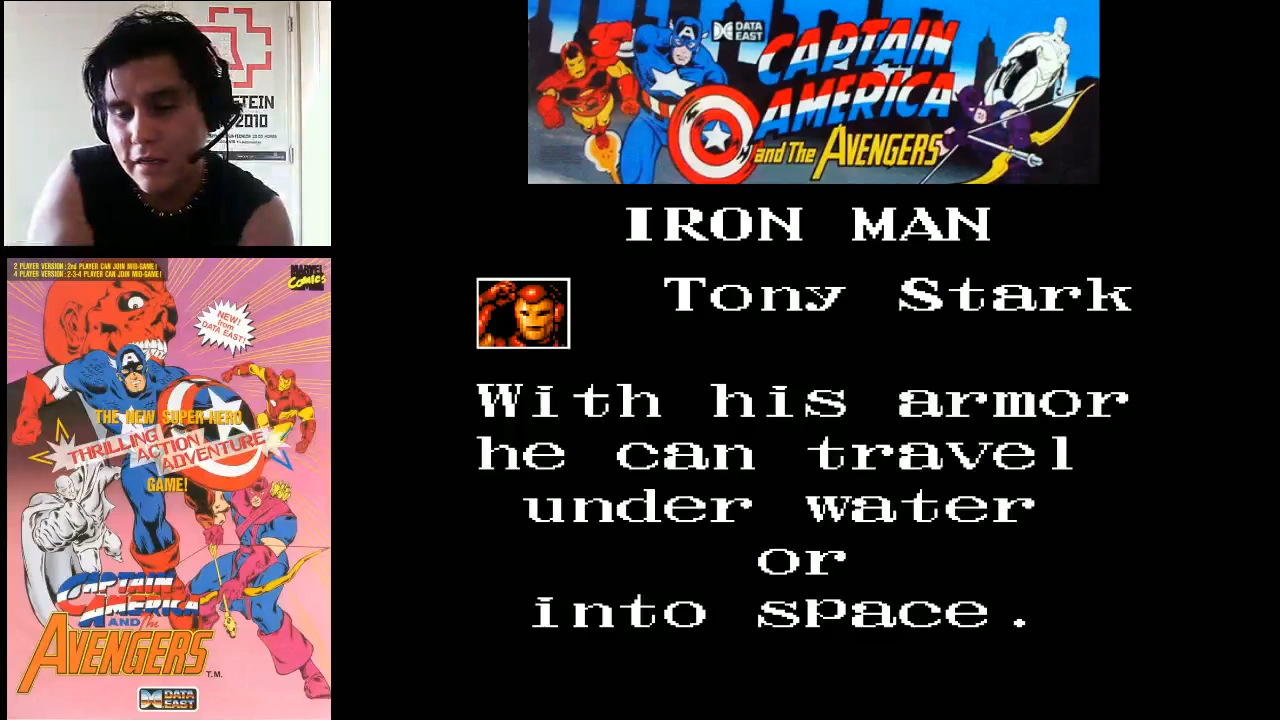 STEIN
2010
DATA
EAST
CAPTAIN
AMERICA
and The AVENGERS
IRON MAN
Tony Stark
With his armor
he can travel
under water
or
into space.
2 PLAYER VERSION: 2nd PLAYER CAN JOIN MID-GAME!
4 PLAYER VERSION: 2-3-4 PLAYER CAN JOIN MID-GAME!
MARVEL
COMICS
NEW!
from
DATA EAST!
THE NEW SUPER-HERO
THRILLING
ACTION
ADVENTURE
GAME!
CAPTAIN
AMERICA
AND The
AVENGERS
T.M.
DATA
EAST